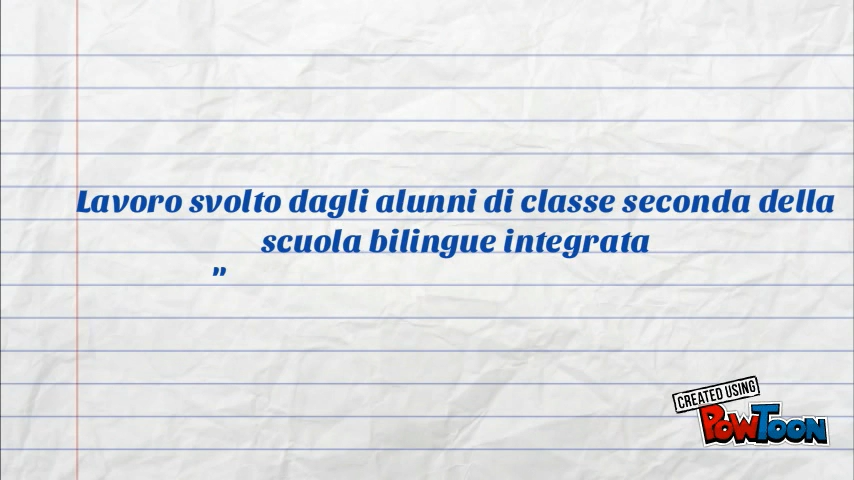 Lavoro svolto dagli alunni di classe seconda della
scuola bilingue integrata
"
CREATED USING
POWTOON